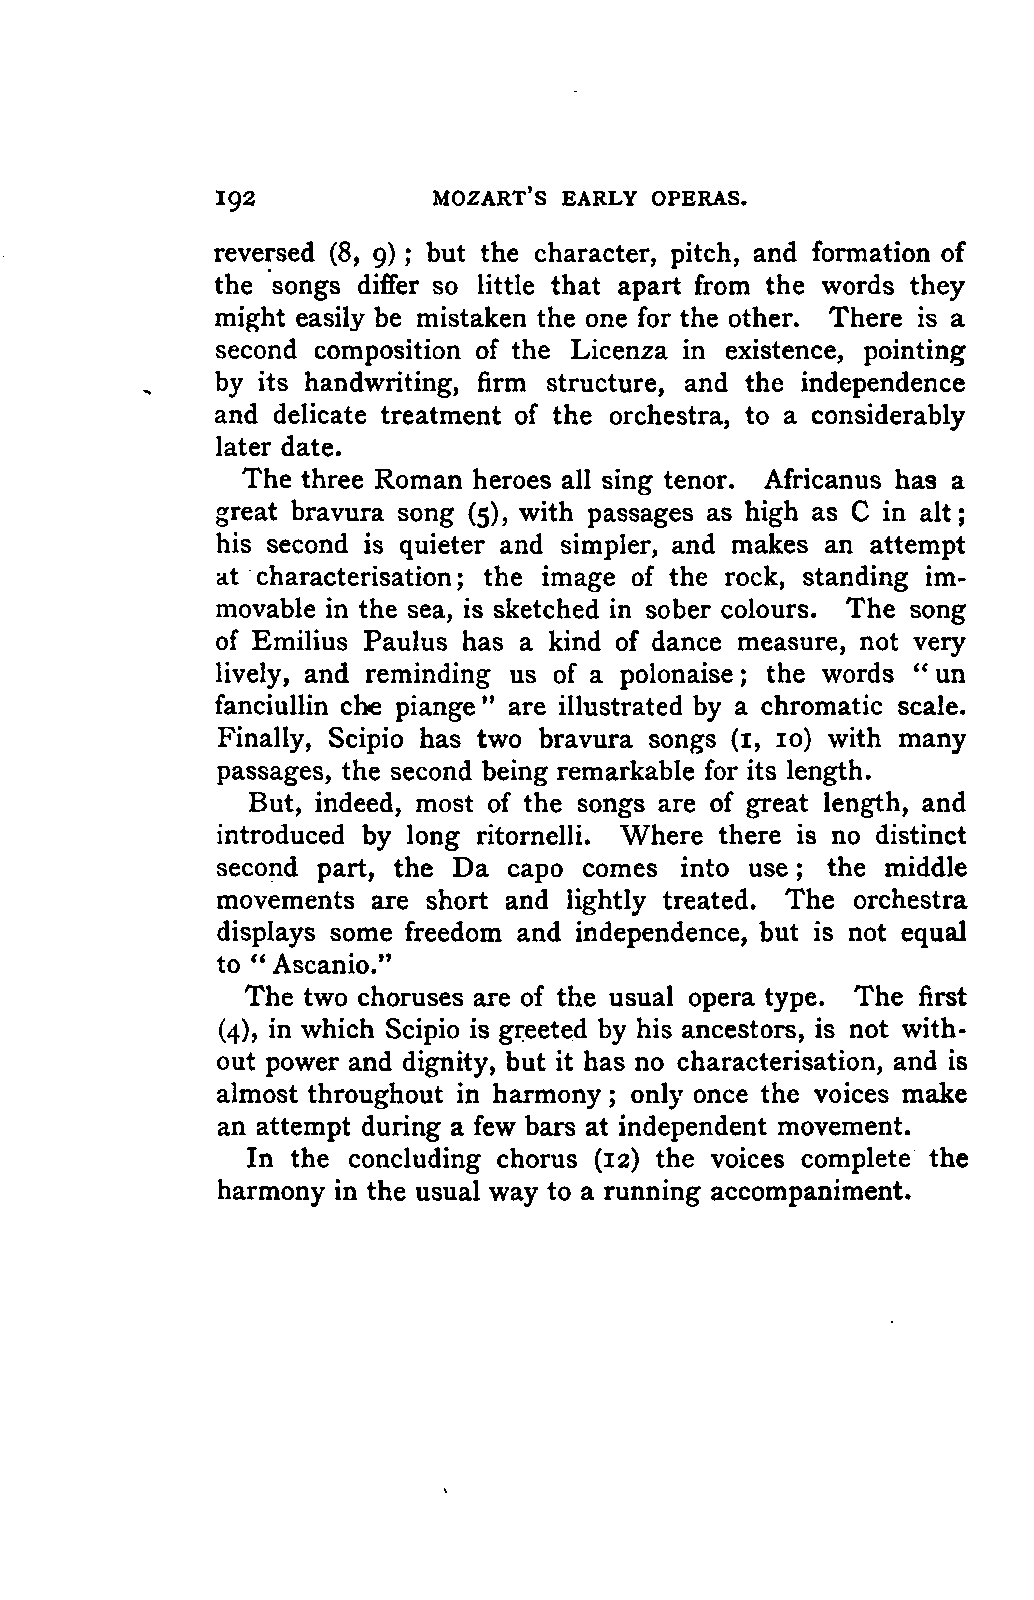 192 MOZART'S EARLY OPERAS.
reversed (8, 9) ; but the character, pitch, and formation of
the songs differ so little that apart from the words they
might easily be mistaken the one for the other. There is a
second composition of the Licenza in existence, pointing
by its handwriting, firm structure, and the independence
and delicate treatment of the orchestra, to a considerably
later date.
The three Roman heroes all sing tenor. Africanus has a
great bravura song (5), with passages as high as C in alt ;
his second is quieter and simpler, and makes an attempt
at characterisation ; the image of the rock, standing im-
movable in the sea, is sketched in sober colours. The song
of Emilius Paulus has a kind of dance measure, not very
lively, and reminding us of a polonaise ; the words " un
fanciullin che piange " are illustrated by a chromatic scale.
Finally, Scipio has two bravura songs (1, 10) with many
passages, the second being remarkable for its length.
But, indeed, most of the songs are of great length, and
introduced by long ritornelli. Where there is no distinct
second part, the Da capo comes into use ; the middle
movements are short and lightly treated. The orchestra
displays some freedom and independence, but is not equal
to " Ascanio."
The two choruses are of the usual opera type. The first
(4), in which Scipio is greeted by his ancestors, is not with-
out power and dignity, but it has no characterisation, and is
almost throughout in harmony ; only once the voices make
an attempt during a few bars at independent movement.
In the concluding chorus (12) the voices complete the
harmony in the usual way to a running accompaniment.